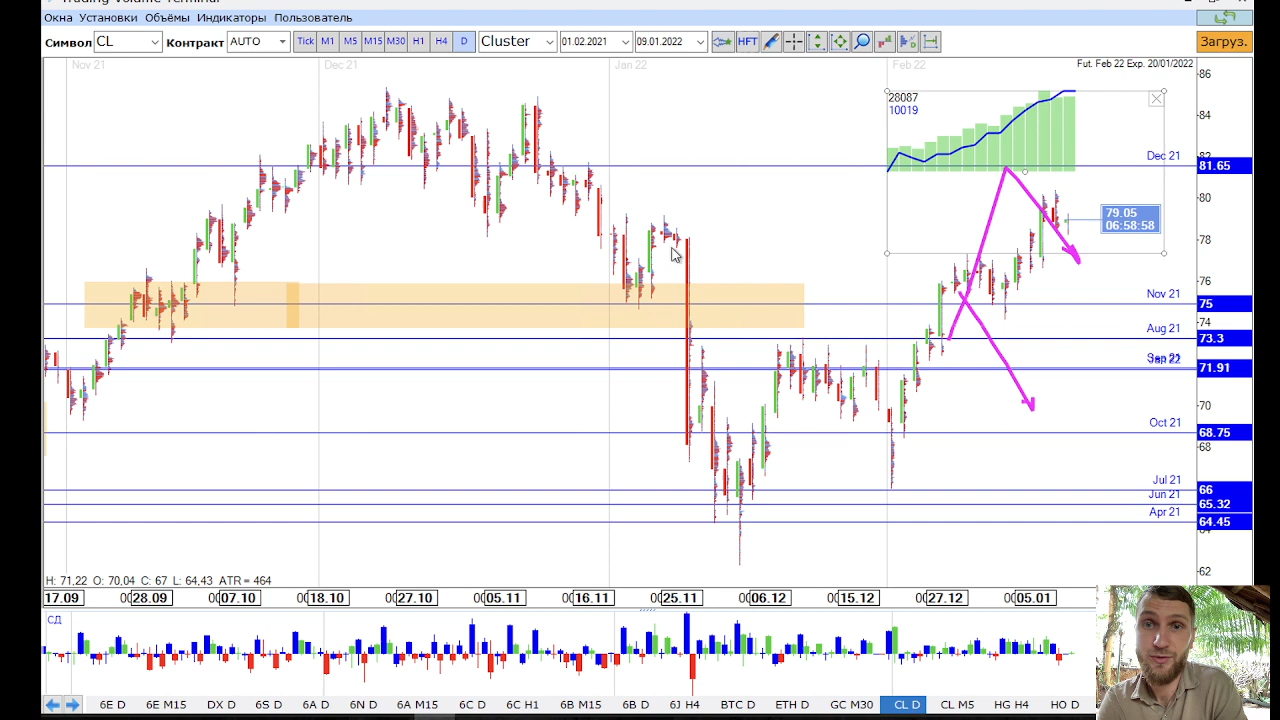 Trading Volume Terminal
Окна Установки Объёмы Индикаторы Пользователь
Символ CL Контракт AUTO Tick M1 M5 M15 M30 H1 H4 D Cluster 01.02.2021 09.01.2022 HFT Загруз.
Nov 21 Dec 21 Jan 22 Feb 22 Fut. Feb 22 Exp. 20/01/2022
86
28087
10019
84
82
Dec 21
81.65
80
79.05
06:58:58
78
76
Nov 21
75
74
Aug 21
73.3
Sep 21
71.91
70
Oct 21
68.75
68
Jul 21
66
Jun 21
65.32
Apr 21
64.45
62
H: 71,22 O: 70,04 C: 67 L: 64,43 ATR = 464
17.09 28.09 07.10 18.10 27.10 05.11 16.11 25.11 06.12 15.12 27.12 05.01
СД
6E D 6E M15 DX D 6S D 6A D 6N D 6A M15 6C D 6C H1 6B M15 6B D 6J H4 BTC D ETH D GC M30 CL D CL M5 HG H4 HO D